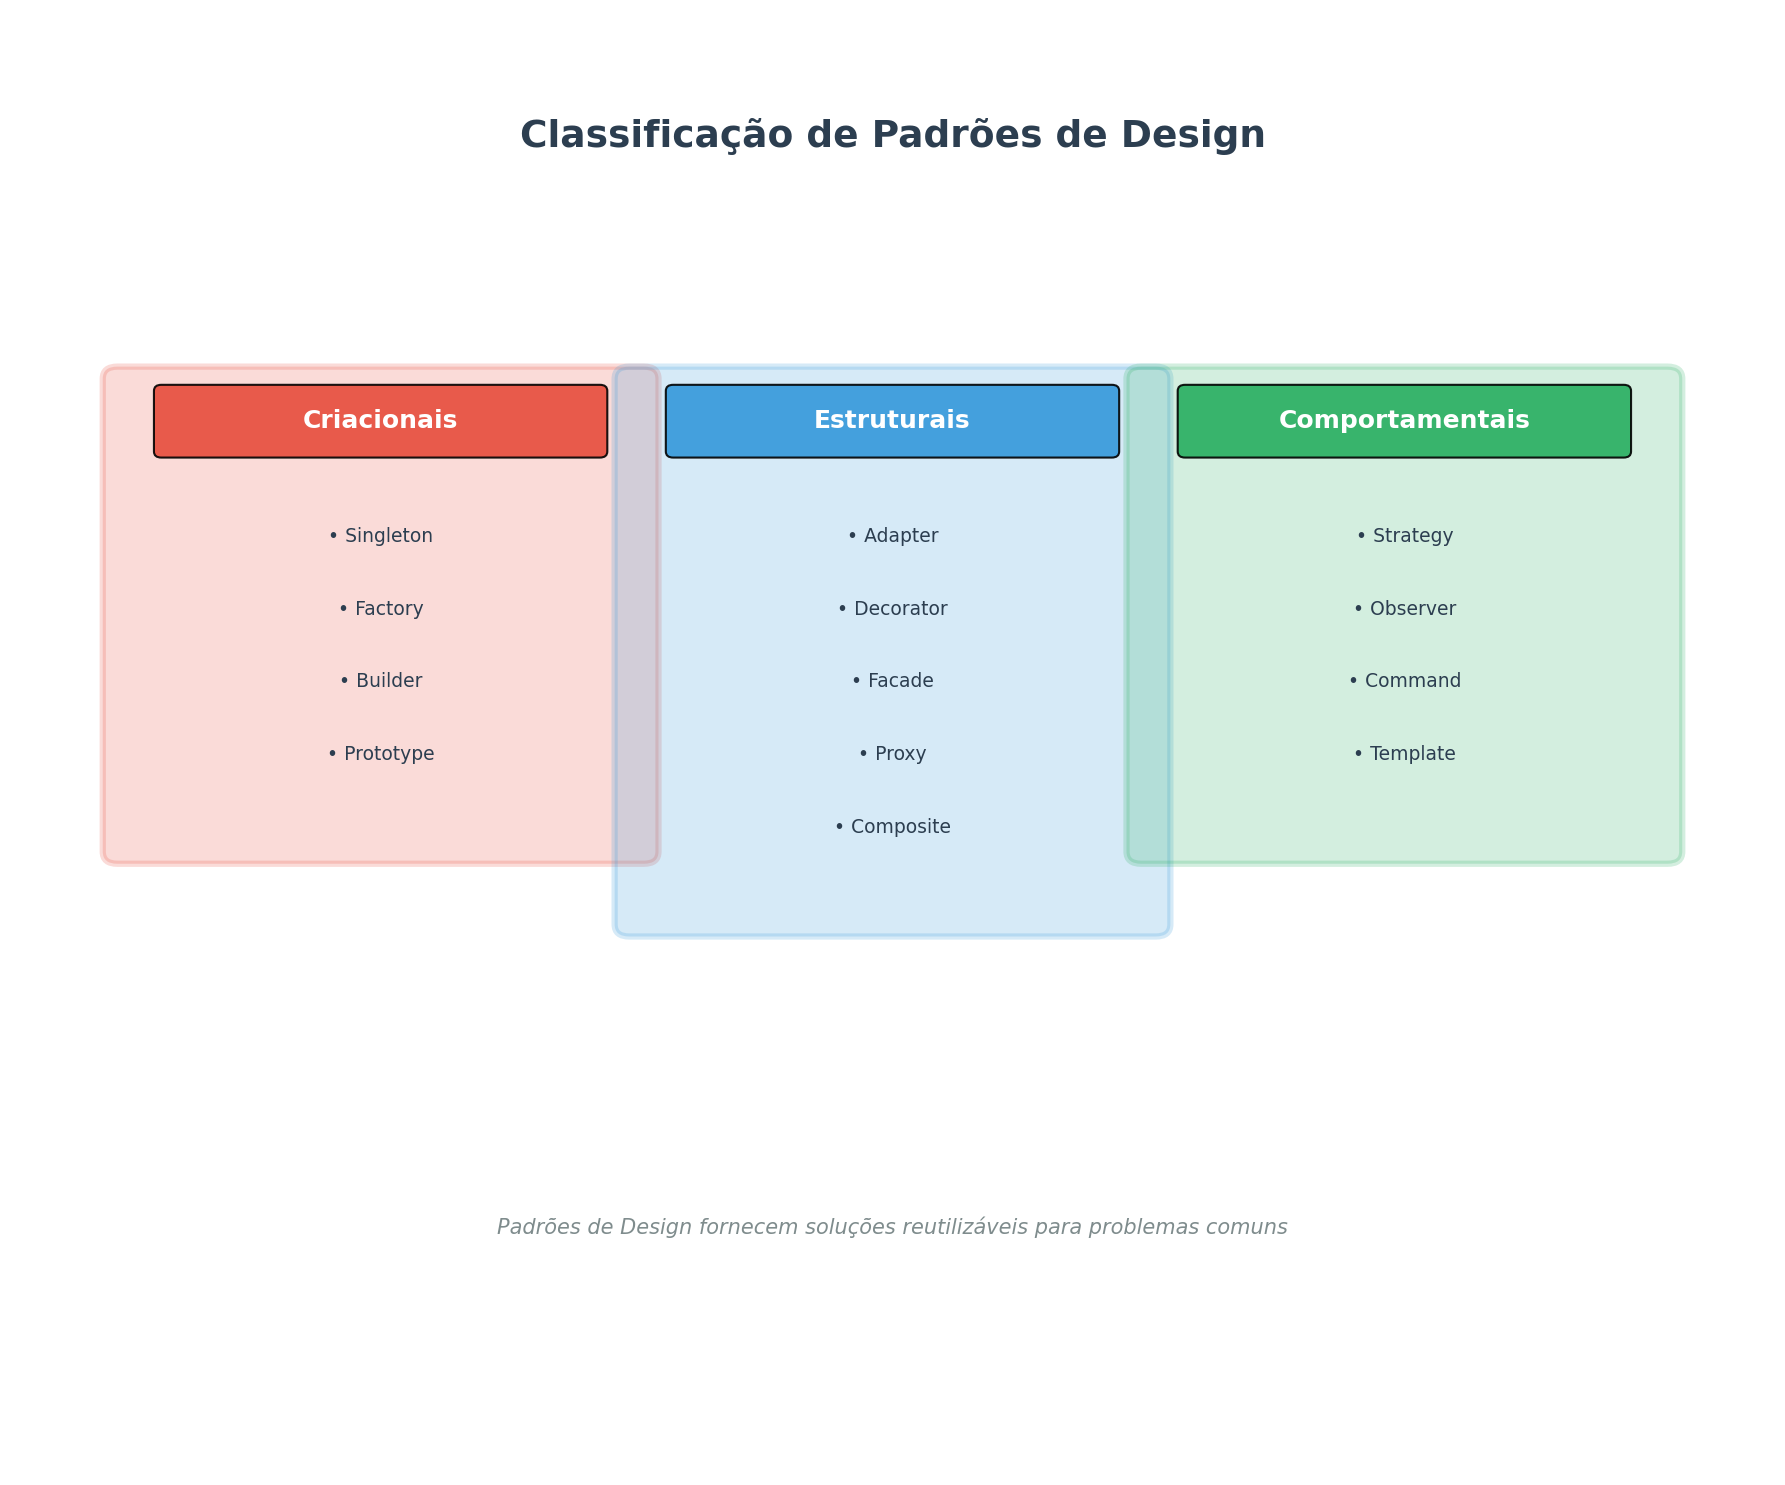 Classificação de Padrões de Design
Criacionais
• Singleton
• Factory
• Builder
• Prototype
Estruturais
• Adapter
• Decorator
• Facade
• Proxy
• Composite
Comportamentais
• Strategy
• Observer
• Command
• Template
Padrões de Design fornecem soluções reutilizáveis para problemas comuns